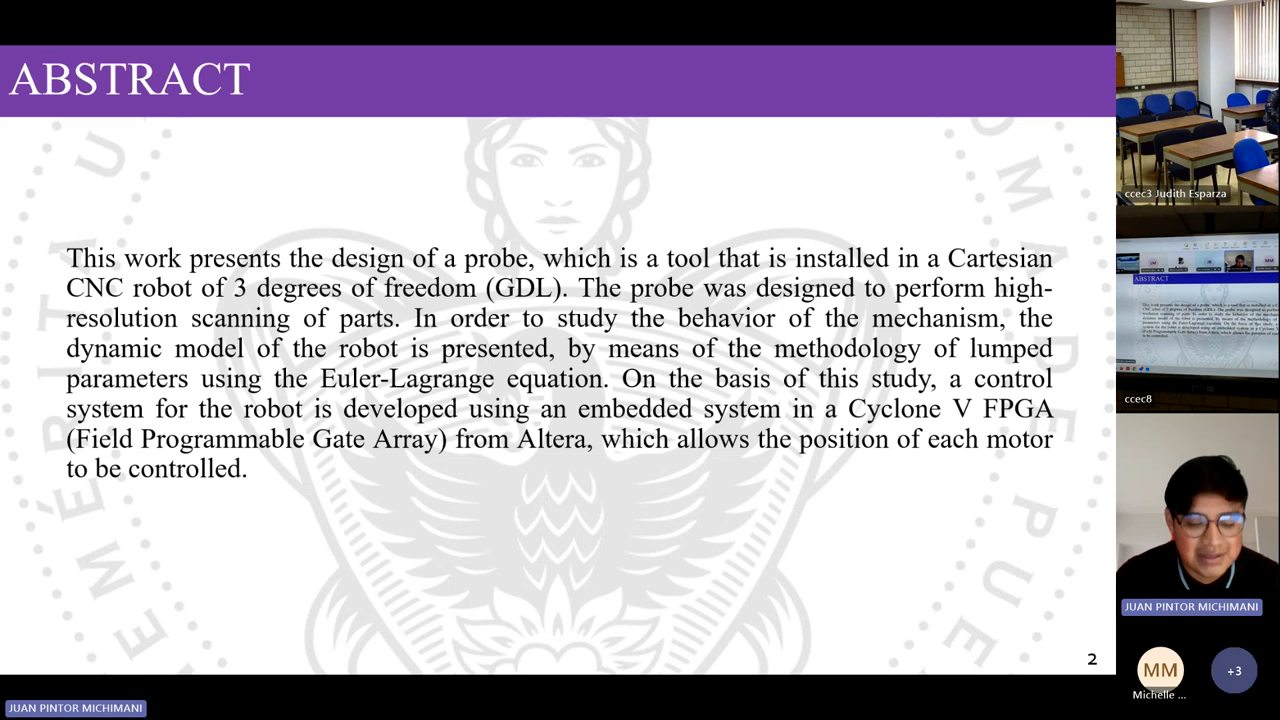 ABSTRACT
This work presents the design of a probe, which is a tool that is installed in a Cartesian
CNC robot of 3 degrees of freedom (GDL). The probe was designed to perform high-
resolution scanning of parts. In order to study the behavior of the mechanism, the
dynamic model of the robot is presented, by means of the methodology of lumped
parameters using the Euler-Lagrange equation. On the basis of this study, a control
system for the robot is developed using an embedded system in a Cyclone V FPGA
(Field Programmable Gate Array) from Altera, which allows the position of each motor
to be controlled.
2
JUAN PINTOR MICHIMANI
ccec3 Judith Esparza
ABSTRACT
ccec8
JUAN PINTOR MICHIMANI
MM
Michelle ...
+3